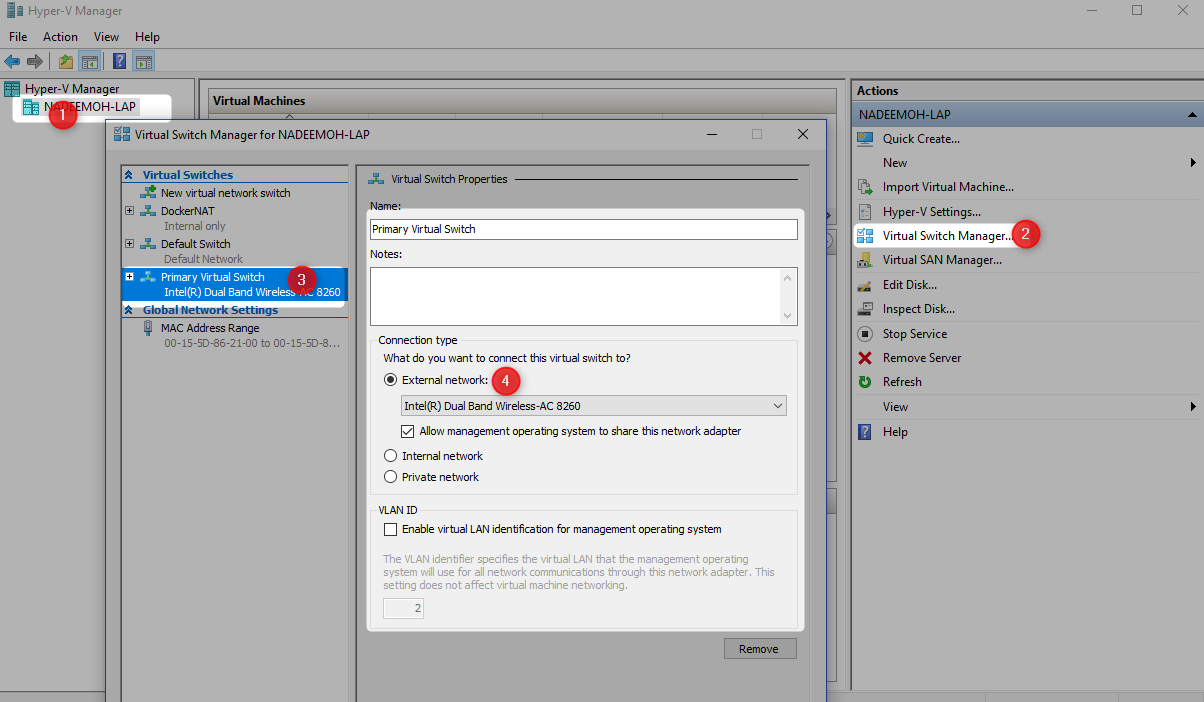 Hyper-V Manager
File Action View Help
Hyper-V Manager
NADEEMOH-LAP
1
Virtual Machines
Virtual Switch Manager for NADEEMOH-LAP
Virtual Switches
New virtual network switch
DockerNAT
Internal only
Default Switch
Default Network
Primary Virtual Switch
Intel(R) Dual Band Wireless-AC 8260
3
Global Network Settings
MAC Address Range
00-15-5D-86-21-00 to 00-15-5D-8...
Virtual Switch Properties
Name:
Primary Virtual Switch
Notes:
Connection type
What do you want to connect this virtual switch to?
External network:
4
Intel(R) Dual Band Wireless-AC 8260
Allow management operating system to share this network adapter
Internal network
Private network
VLAN ID
Enable virtual LAN identification for management operating system
The VLAN identifier specifies the virtual LAN that the management operating
system will use for all network communications through this network adapter. This
setting does not affect virtual machine networking.
2
Remove
Actions
NADEEMOH-LAP
Quick Create...
New
Import Virtual Machine...
Hyper-V Settings...
Virtual Switch Manager...
2
Virtual SAN Manager...
Edit Disk...
Inspect Disk...
Stop Service
Remove Server
Refresh
View
Help